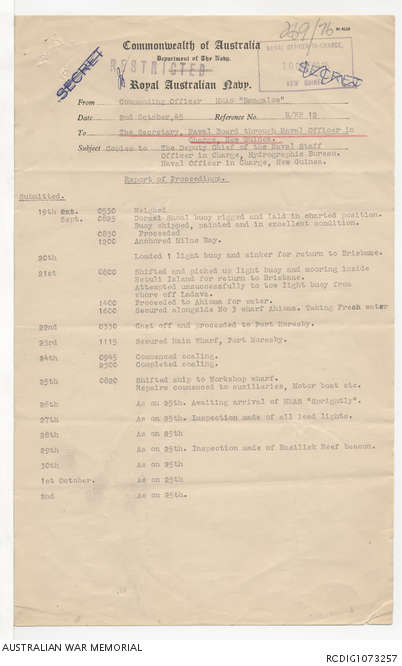 249/76
Commonwealth of Australia
Department of The Navy.
RESTRICTED
SECRET
NAVAL OFFICER-IN-CHARGE,
NEW GUINEA
SECRET
Royal Australian Navy.
From Commanding Officer HMAS
Date 2nd October, 45 Reference No. 12
To The Secretary, Naval Board through Naval Officer in
Charge, New Guinea.
Subject Copies to - The Deputy Chief of the Naval Staff
Officer in Charge, Hydrographic Bureau.
Naval Officer in Charge, New Guinea.
Report of Proceedings.
Submitted.
19th 0550 Weighed
Sept. 0825 Shoal buoy rigged and laid in charted position.
Buoy shipped, painted and in excellent condition.
0830 Proceeded
1200 Anchored Milne Bay.
20th Loaded 1 light buoy and sinker for return to Brisbane.
21st 0800 Shifted and picked up light buoy and mooring inside
Island for return to Brisbane.
Attempted unsuccessfully to tow light buoy from
shore off Ladava.
1400 Proceeded to Ahioma for water.
1600 Secured alongside No 3 wharf Ahioma. Taking Fresh water
22nd 0330 Cast off and proceeded to Port Moresby.
23rd 1115 Secured Main Wharf, Port Moresby.
24th 0945 Commenced coaling.
2300 Completed coaling.
25th 0820 Shifted ship to Workshop wharf.
Repairs commenced to auxiliaries, Motor boat etc.
26th As on 25th. Awaiting arrival of HMAS "Sprightly".
27th As on 25th. Inspection made of all lead lights.
28th As on 25th
29th As on 25th. Inspection made of Basilisk Reef beacon.
30th As on 25th
1st October. As on 25th.
2nd As on 25th.
AUSTRALIAN WAR MEMORIAL
RCDIG1073257